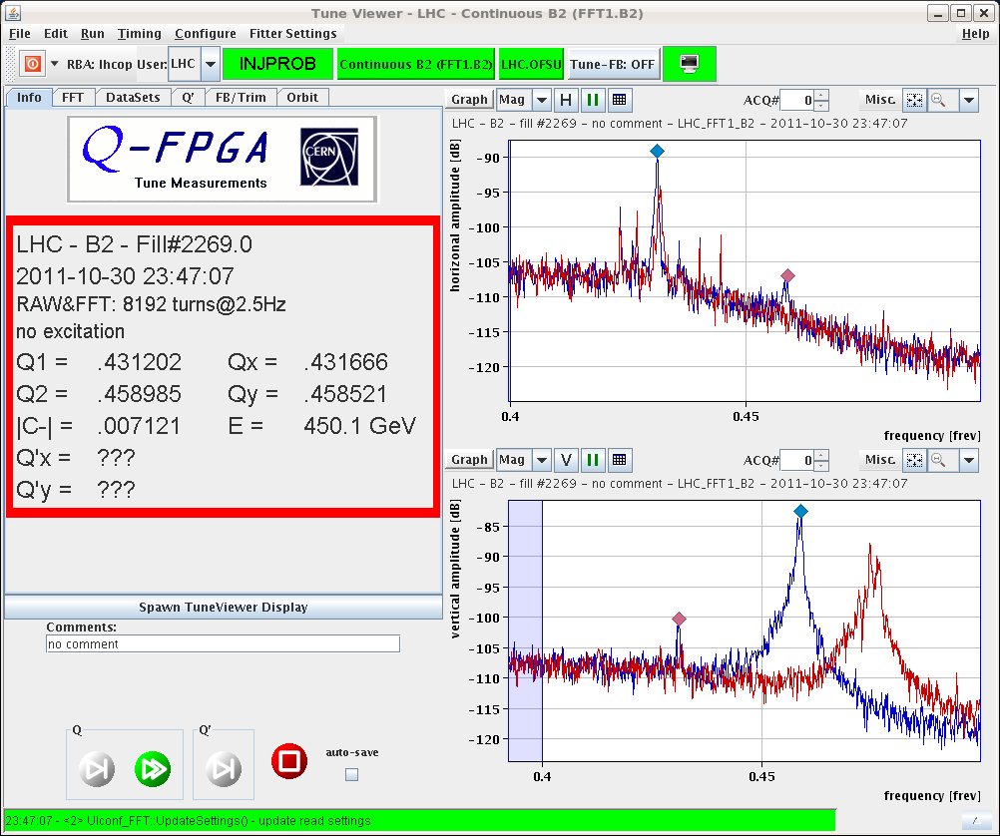 Tune Viewer - LHC - Continuous B2 (FFT1.B2)
File Edit Run Timing Configure Fitter Settings Help
RBA: lhcop User: LHC INJPROB Continuous B2 (FFT1.B2) LHC.OFSU Tune-FB: OFF
Info FFT DataSets Q' FB/Trim Orbit
Q-FPGA
Tune Measurements
CERN
LHC - B2 - Fill#2269.0
2011-10-30 23:47:07
RAW&FFT: 8192 turns@2.5Hz
no excitation
Q1 = .431202 Qx = .431666
Q2 = .458985 Qy = .458521
|C-| = .007121 E = 450.1 GeV
Q'x = ???
Q'y = ???
Spawn TuneViewer Display
Comments:
no comment
Q
Q'
auto-save
Graph Mag H ACQ# 0 Misc.
LHC - B2 - fill #2269 - no comment - LHC_FFT1_B2 - 2011-10-30 23:47:07
horizonal amplitude [dB]
-90
-95
-100
-105
-110
-115
-120
0.4 0.45
frequency [frev]
Graph Mag V ACQ# 0 Misc.
LHC - B2 - fill #2269 - no comment - LHC_FFT1_B2 - 2011-10-30 23:47:07
vertical amplitude [dB]
-85
-90
-95
-100
-105
-110
-115
-120
0.4 0.45
frequency [frev]
23:47:07 - <2> UIconf_FFT::UpdateSettings() - update read settings